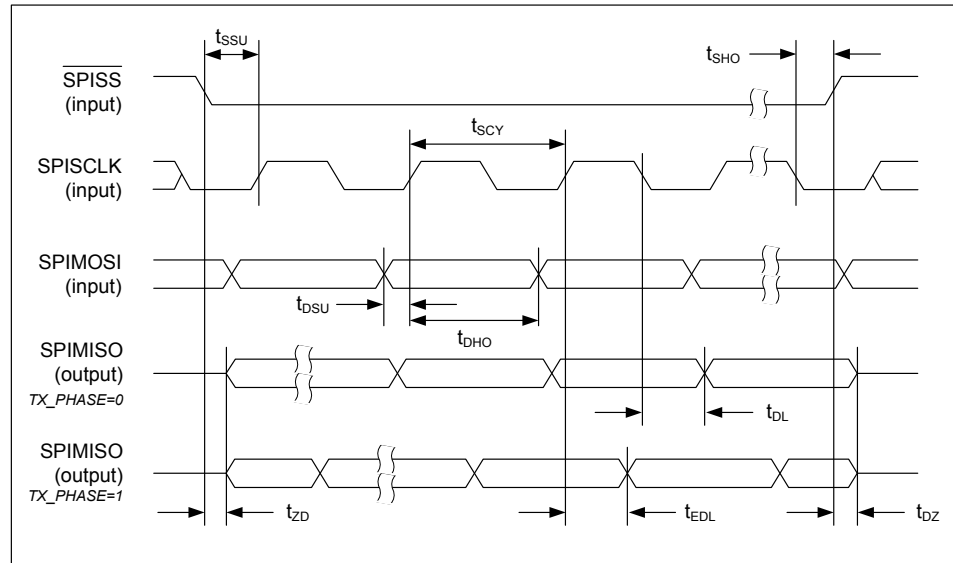 tSSU
tSHO
SPISS
(input)
tSCY
SPISCLK
(input)
SPIMOSI
(input)
tDSU
tDHO
SPIMISO
(output)
TX_PHASE=0
tDL
SPIMISO
(output)
TX_PHASE=1
tZD
tEDL
tDZ